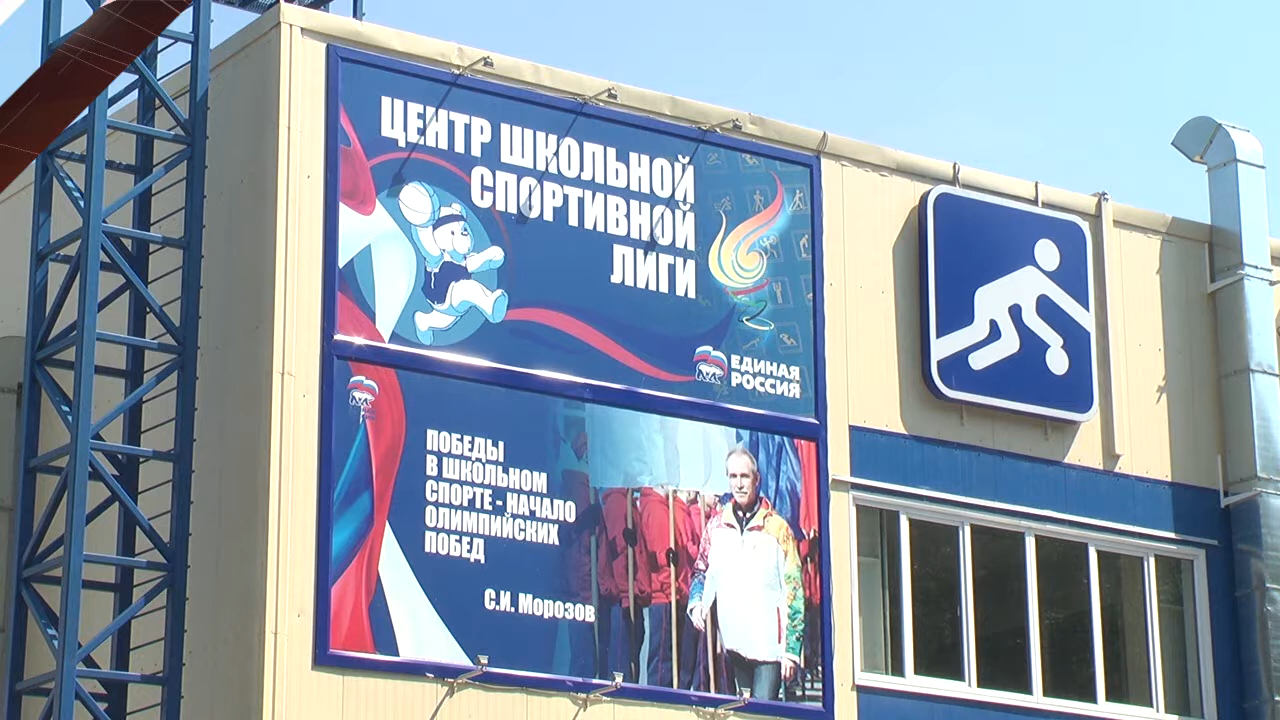 ЦЕНТР ШКОЛЬНОЙ
СПОРТИВНОЙ
ЛИГИ
ЕДИНАЯ
РОССИЯ
ПОБЕДЫ
В ШКОЛЬНОМ
СПОРТЕ - НАЧАЛО
ОЛИМПИЙСКИХ
ПОБЕД
С.И. Морозов